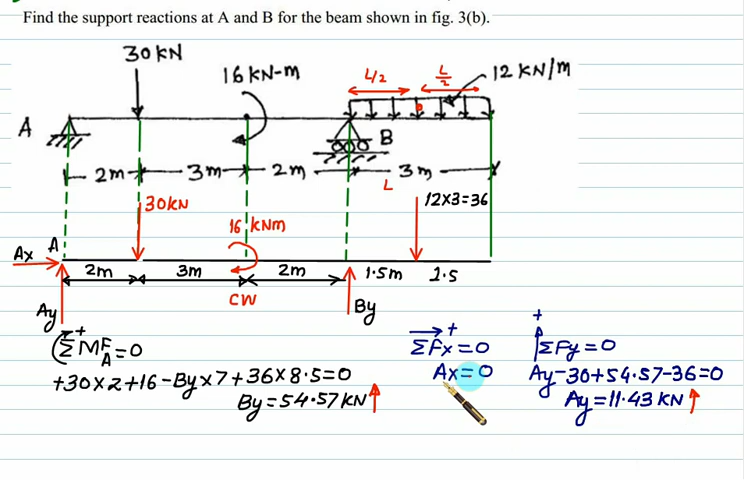 Find the support reactions at A and B for the beam shown in fig. 3(b).
30 KN
16 KN-m
L/2
L/2
12 KN/m
A
B
2m
3m
2m
3m
L
30KN
16 KNm
12×3=36
Ax
A
2m
3m
2m
1.5m
1.5
CW
Ay
By
+
ΣMF_A=0
+30×2+16-By×7+36×8.5=0
By=54.57KN↑
→+
ΣFx=0
Ax=0
+
↑ΣFy=0
Ay-30+54.57-36=0
Ay=11.43 KN↑